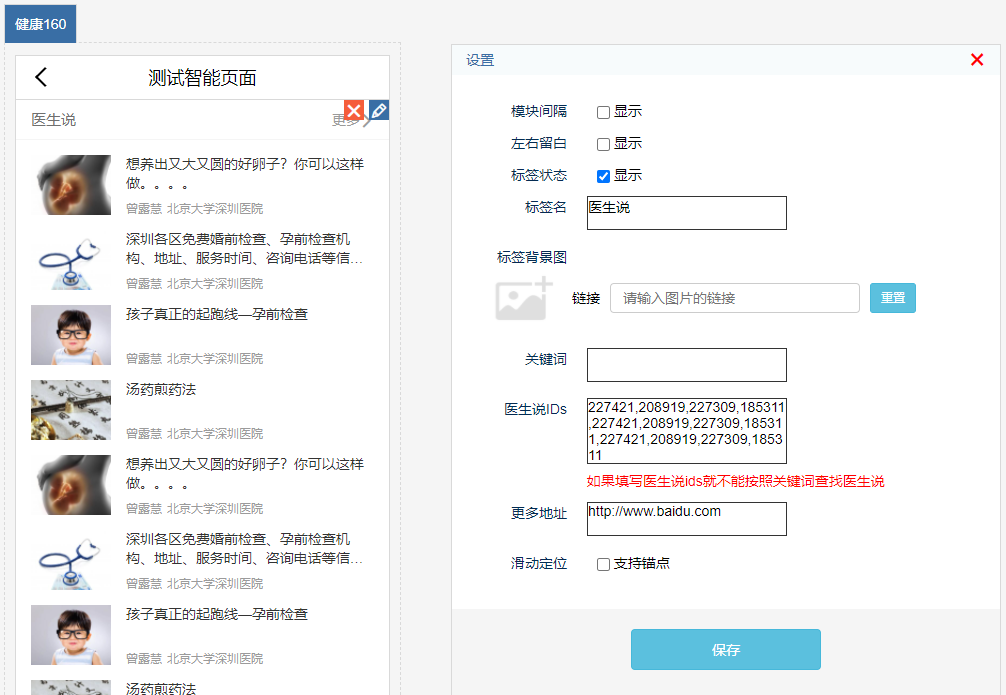 健康160
测试智能页面
医生说
更多
想养出又大又圆的好卵子？你可以这样
做。。。。
曾露慧 北京大学深圳医院
深圳各区免费婚前检查、孕前检查机
构、地址、服务时间、咨询电话等信…
曾露慧 北京大学深圳医院
孩子真正的起跑线—孕前检查
曾露慧 北京大学深圳医院
汤药煎药法
曾露慧 北京大学深圳医院
想养出又大又圆的好卵子？你可以这样
做。。。。
曾露慧 北京大学深圳医院
深圳各区免费婚前检查、孕前检查机
构、地址、服务时间、咨询电话等信…
曾露慧 北京大学深圳医院
孩子真正的起跑线—孕前检查
曾露慧 北京大学深圳医院
汤药煎药法
设置
模块间隔 显示
左右留白 显示
标签状态 显示
标签名 医生说
标签背景图
链接 请输入图片的链接 重置
关键词
医生说IDs 227421,208919,227309,185311
,227421,208919,227309,18531
1,227421,208919,227309,1853
11
如果填写医生说ids就不能按照关键词查找医生说
更多地址 http://www.baidu.com
滑动定位 支持锚点
保存